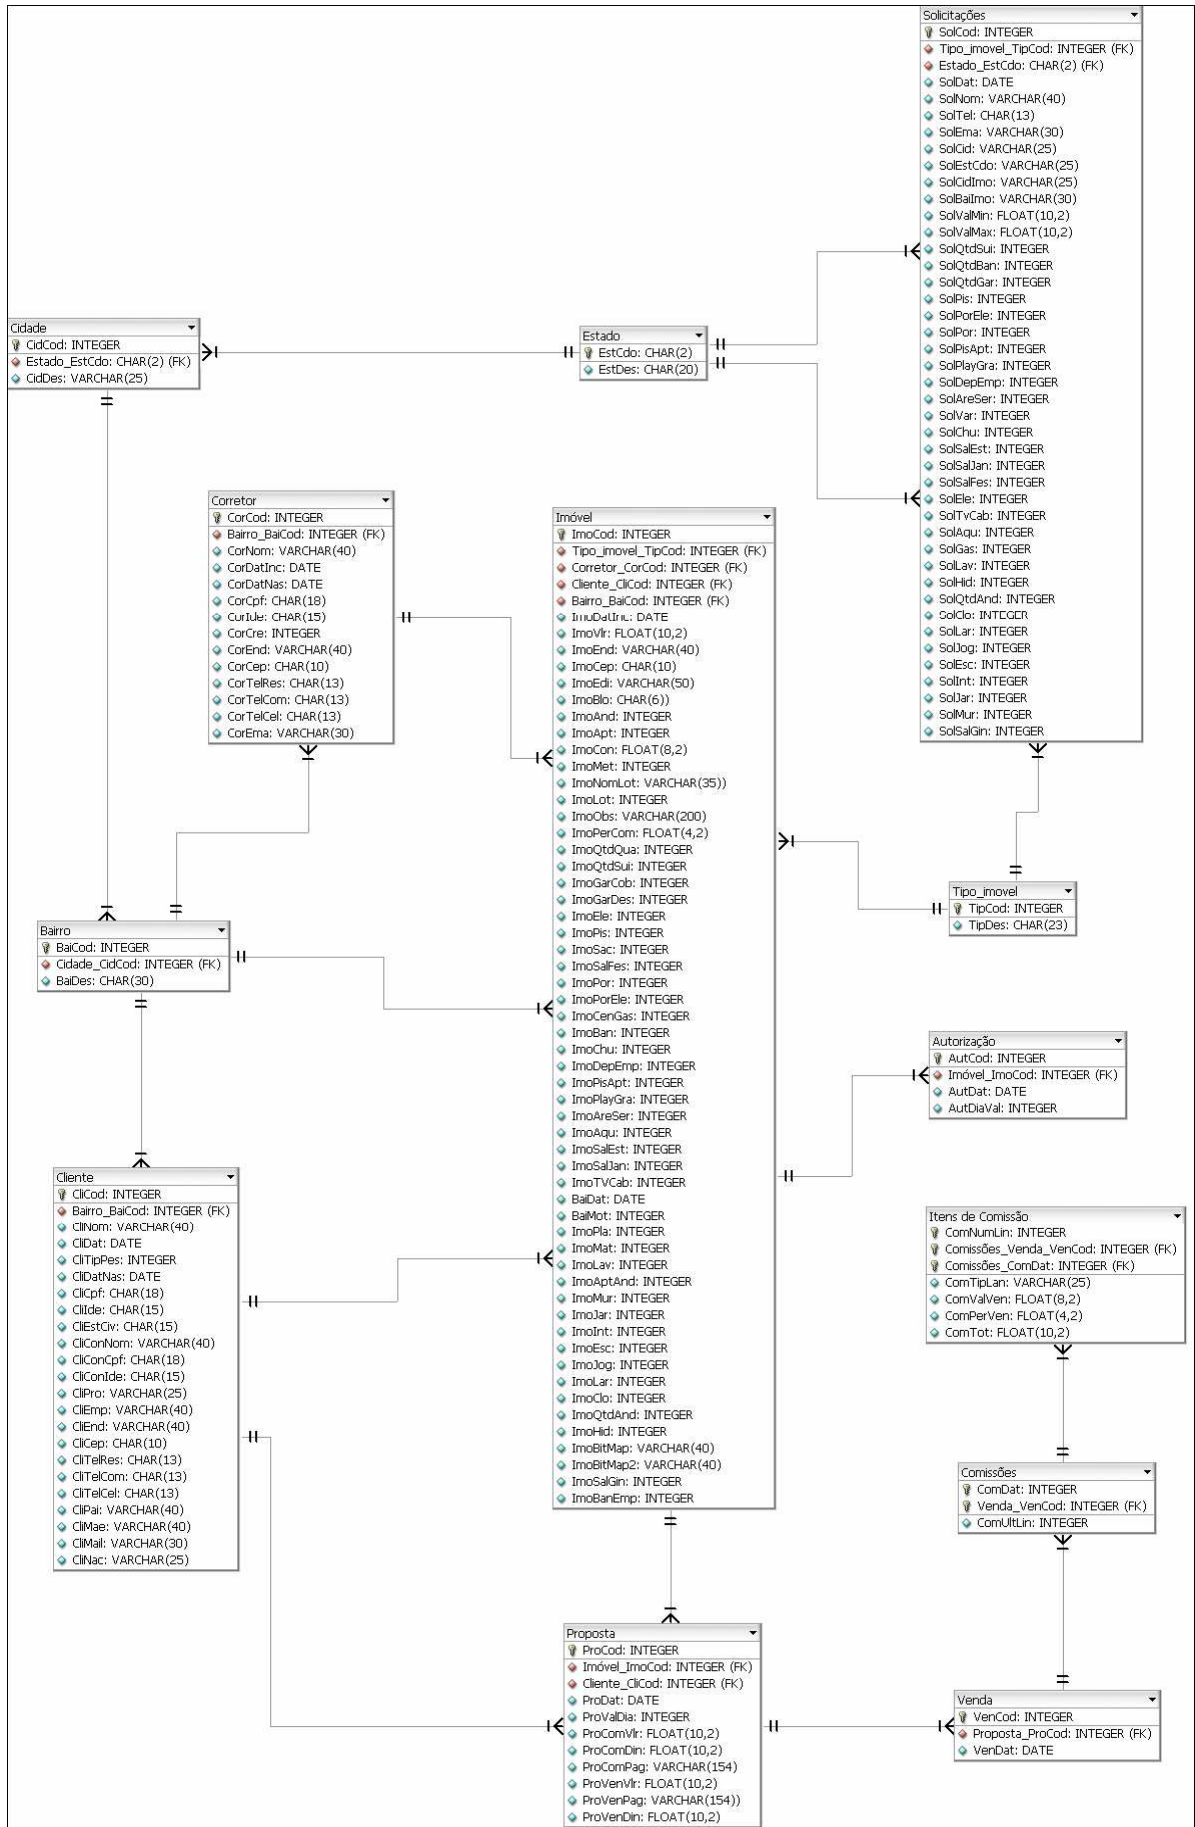 Solicitações
SolCod: INTEGER
Tipo_imovel_TipCod: INTEGER (FK)
Estado_EstCdo: CHAR(2) (FK)
SolDat: DATE
SolNom: VARCHAR(40)
SolTel: CHAR(13)
SolEma: VARCHAR(30)
SolCid: VARCHAR(25)
SolEstCdo: VARCHAR(25)
SolCidImo: VARCHAR(25)
SolBaiImo: VARCHAR(30)
SolValMin: FLOAT(10,2)
SolValMax: FLOAT(10,2)
SolQtdSui: INTEGER
SolQtdBan: INTEGER
SolQtdGar: INTEGER
SolPis: INTEGER
SolPorEle: INTEGER
SolPor: INTEGER
SolPisApt: INTEGER
SolPlayGra: INTEGER
SolDepEmp: INTEGER
SolAreSer: INTEGER
SolVar: INTEGER
SolChu: INTEGER
SolSalEst: INTEGER
SolSalJan: INTEGER
SolSalFes: INTEGER
SolEle: INTEGER
SolTvCab: INTEGER
SolAqu: INTEGER
SolGas: INTEGER
SolLav: INTEGER
SolHid: INTEGER
SolQtdAnd: INTEGER
SolClo: INTEGER
SolLar: INTEGER
SolJog: INTEGER
SolEsc: INTEGER
SolInt: INTEGER
SolJar: INTEGER
SolMur: INTEGER
SolSalGin: INTEGER
Cidade
CidCod: INTEGER
Estado_EstCdo: CHAR(2) (FK)
CidDes: VARCHAR(25)
Estado
EstCdo: CHAR(2)
EstDes: CHAR(20)
Corretor
CorCod: INTEGER
Bairro_BaiCod: INTEGER (FK)
CorNom: VARCHAR(40)
CorDatInc: DATE
CorDatNas: DATE
CorCpf: CHAR(18)
CorIde: CHAR(15)
CorCre: INTEGER
CorEnd: VARCHAR(40)
CorCep: CHAR(10)
CorTelRes: CHAR(13)
CorTelCom: CHAR(13)
CorTelCel: CHAR(13)
CorEma: VARCHAR(30)
Imóvel
ImoCod: INTEGER
Tipo_imovel_TipCod: INTEGER (FK)
Corretor_CorCod: INTEGER (FK)
Cliente_CliCod: INTEGER (FK)
Bairro_BaiCod: INTEGER (FK)
ImoDatInc: DATE
ImoVlr: FLOAT(10,2)
ImoEnd: VARCHAR(40)
ImoCep: CHAR(10)
ImoEdi: VARCHAR(50)
ImoBlo: CHAR(6))
ImoAnd: INTEGER
ImoApt: INTEGER
ImoCon: FLOAT(8,2)
ImoMet: INTEGER
ImoNomLot: VARCHAR(35))
ImoLot: INTEGER
ImoObs: VARCHAR(200)
ImoPerCom: FLOAT(4,2)
ImoQtdQua: INTEGER
ImoQtdSui: INTEGER
ImoGarCob: INTEGER
ImoGarDes: INTEGER
ImoEle: INTEGER
ImoPis: INTEGER
ImoSac: INTEGER
ImoSalFes: INTEGER
ImoPor: INTEGER
ImoPorEle: INTEGER
ImoCenGas: INTEGER
ImoBan: INTEGER
ImoChu: INTEGER
ImoDepEmp: INTEGER
ImoPisApt: INTEGER
ImoPlayGra: INTEGER
ImoAreSer: INTEGER
ImoAqu: INTEGER
ImoSalEst: INTEGER
ImoSalJan: INTEGER
ImoTVCab: INTEGER
BaiDat: DATE
BaiMot: INTEGER
ImoPla: INTEGER
ImoMat: INTEGER
ImoLav: INTEGER
ImoAptAnd: INTEGER
ImoMur: INTEGER
ImoJar: INTEGER
ImoInt: INTEGER
ImoEsc: INTEGER
ImoJog: INTEGER
ImoLar: INTEGER
ImoClo: INTEGER
ImoQtdAnd: INTEGER
ImoHid: INTEGER
ImoBitMap: VARCHAR(40)
ImoBitMap2: VARCHAR(40)
ImoSalGin: INTEGER
ImoBanEmp: INTEGER
Tipo_imovel
TipCod: INTEGER
TipDes: CHAR(23)
Bairro
BaiCod: INTEGER
Cidade_CidCod: INTEGER (FK)
BaiDes: CHAR(30)
Autorização
AutCod: INTEGER
Imóvel_ImoCod: INTEGER (FK)
AutDat: DATE
AutDiaVal: INTEGER
Cliente
CliCod: INTEGER
Bairro_BaiCod: INTEGER (FK)
CliNom: VARCHAR(40)
CliDat: DATE
CliTipPes: INTEGER
CliDatNas: DATE
CliCpf: CHAR(18)
CliIde: CHAR(15)
CliEstCiv: CHAR(15)
CliConNom: VARCHAR(40)
CliConCpf: CHAR(18)
CliConIde: CHAR(15)
CliPro: VARCHAR(25)
CliEmp: VARCHAR(40)
CliEnd: VARCHAR(40)
CliCep: CHAR(10)
CliTelRes: CHAR(13)
CliTelCom: CHAR(13)
CliTelCel: CHAR(13)
CliPai: VARCHAR(40)
CliMae: VARCHAR(40)
CliMail: VARCHAR(30)
CliNac: VARCHAR(25)
Itens de Comissão
ComNumLin: INTEGER
Comissões_Venda_VenCod: INTEGER (FK)
Comissões_ComDat: INTEGER (FK)
ComTipLan: VARCHAR(25)
ComValVen: FLOAT(8,2)
ComPerVen: FLOAT(4,2)
ComTot: FLOAT(10,2)
Comissões
ComDat: INTEGER
Venda_VenCod: INTEGER (FK)
ComUltLin: INTEGER
Proposta
ProCod: INTEGER
Imóvel_ImoCod: INTEGER (FK)
Cliente_CliCod: INTEGER (FK)
ProDat: DATE
ProValDia: INTEGER
ProComVlr: FLOAT(10,2)
ProComDin: FLOAT(10,2)
ProComPag: VARCHAR(154)
ProVenVlr: FLOAT(10,2)
ProVenPag: VARCHAR(154))
ProVenDin: FLOAT(10,2)
Venda
VenCod: INTEGER
Proposta_ProCod: INTEGER (FK)
VenDat: DATE